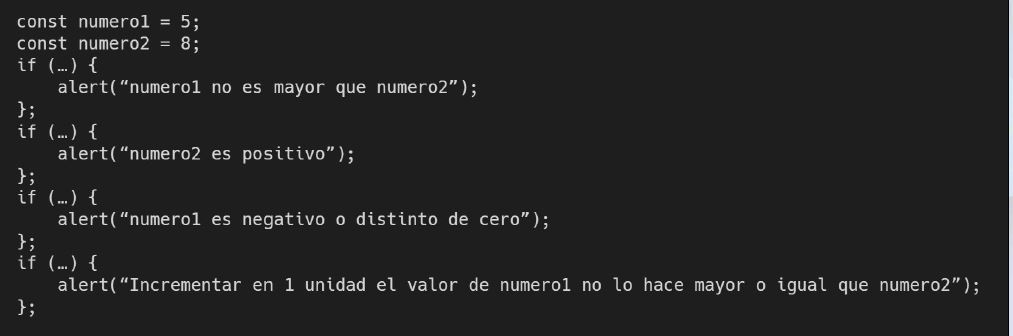 const numero1 = 5;
const numero2 = 8;
if (…) {
    alert(“numero1 no es mayor que numero2”);
};
if (…) {
    alert(“numero2 es positivo”);
};
if (…) {
    alert(“numero1 es negativo o distinto de cero”);
};
if (…) {
    alert(“Incrementar en 1 unidad el valor de numero1 no lo hace mayor o igual que numero2”);
};